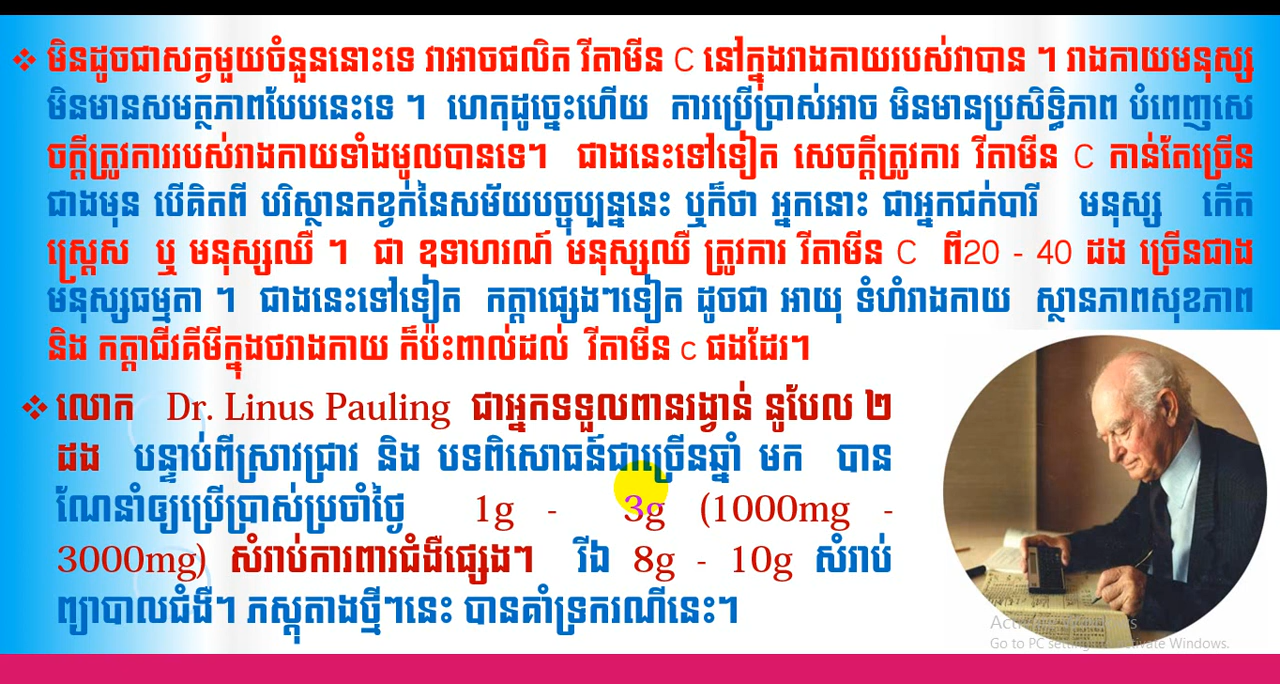 ❖ មិនដូចជាសត្វមួយចំនួននោះទេ វាអាចផលិត វីតាមីន C នៅក្នុងរាងកាយរបស់វាបាន ។ រាងកាយមនុស្ស
មិនមានសមត្ថភាពបែបនេះទេ ។ ហេតុដូច្នេះហើយ ការប្រើប្រាស់អាច មិនមានប្រសិទ្ធិភាព បំពេញសេ
ចក្តីត្រូវការរបស់រាងកាយទាំងមូលបានទេ។ ជាងនេះទៅទៀត សេចក្តីត្រូវការ វីតាមីន C កាន់តែច្រើន
ជាងមុន បើគិតពី បរិស្ថានកខ្វក់នៃសម័យបច្ចុប្បន្ននេះ ឬក៏ថា អ្នកនោះ ជាអ្នកជក់បារី មនុស្ស កើត
ស្ត្រេស ឬ មនុស្សឈឺ ។ ជា ឧទាហរណ៍ មនុស្សឈឺ ត្រូវការ វីតាមីន C ពី20 - 40 ដង ច្រើនជាង
មនុស្សធម្មតា ។ ជាងនេះទៅទៀត កត្តាផ្សេងៗទៀត ដូចជា អាយុ ទំហំរាងកាយ ស្ថានភាពសុខភាព
និង កត្តាជីវគីមីក្នុងថរាងកាយ ក៏ប៉ះពាល់ដល់ វីតាមីន c ផងដែរ។
❖ លោក Dr. Linus Pauling ជាអ្នកទទួលពានរង្វាន់ នូបែល ២
ដង បន្ទាប់ពីស្រាវជ្រាវ និង បទពិសោធន៍ជាច្រើនឆ្នាំ មក បាន
ណែនាំឲ្យប្រើប្រាស់ប្រចាំថ្ងៃ 1g - 3g (1000mg -
3000mg) សំរាប់ការពារជំងឺផ្សេងៗ រីឯ 8g - 10g សំរាប់
ព្យាបាលជំងឺ។ ភស្តុតាងថ្មីៗនេះ បានគាំទ្រករណីនេះ។
Activate Windows
Go to PC settings to activate Windows.